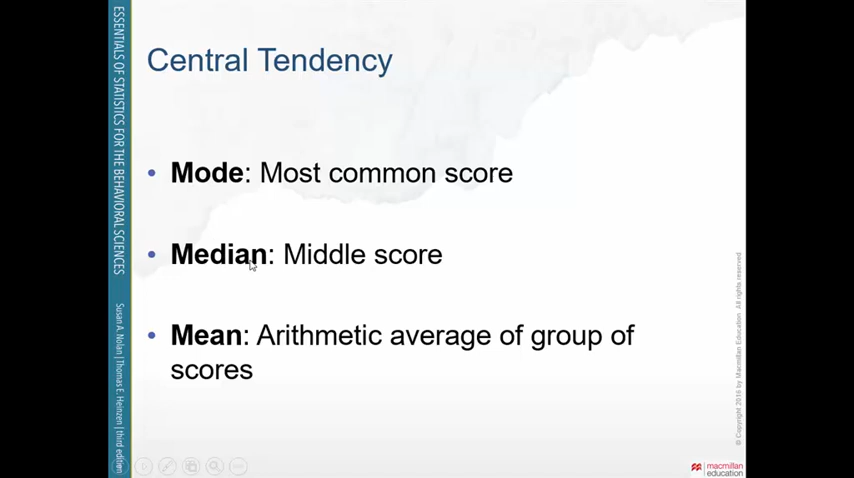 Central Tendency
• Mode: Most common score
• Median: Middle score
• Mean: Arithmetic average of group of
scores
ESSENTIALS OF STATISTICS FOR THE BEHAVIORAL SCIENCES
Susan A. Nolan | Thomas E. Heinzen | third edition
© Copyright 2016 by Macmillan Education. All rights reserved
macmillan
education